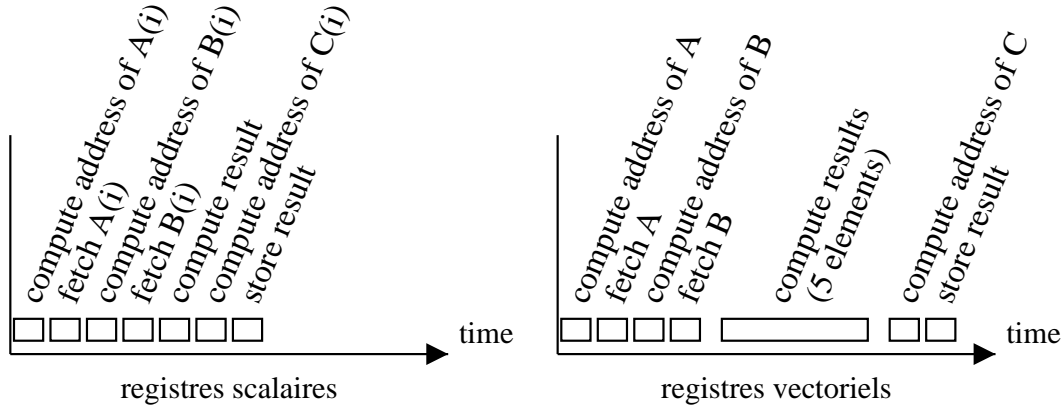 compute address of A(i)
fetch A(i)
compute address of B(i)
fetch B(i)
compute result
compute address of C(i)
store result
time
registres scalaires
compute address of A
fetch A
compute address of B
fetch B
compute results
(5 elements)
compute address of C
store result
time
registres vectoriels